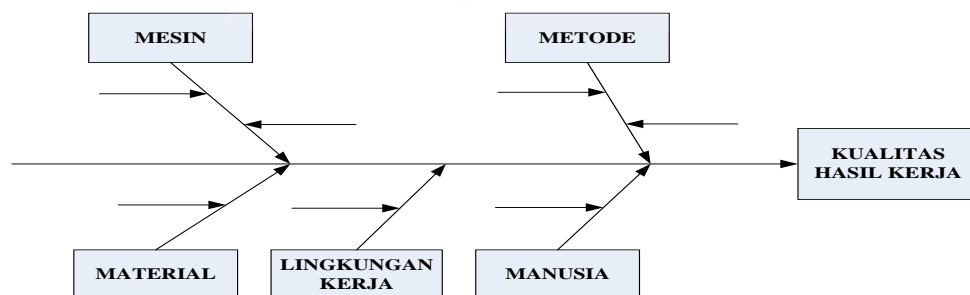 MESIN
METODE
KUALITAS
HASIL KERJA
MATERIAL
LINGKUNGAN
KERJA
MANUSIA